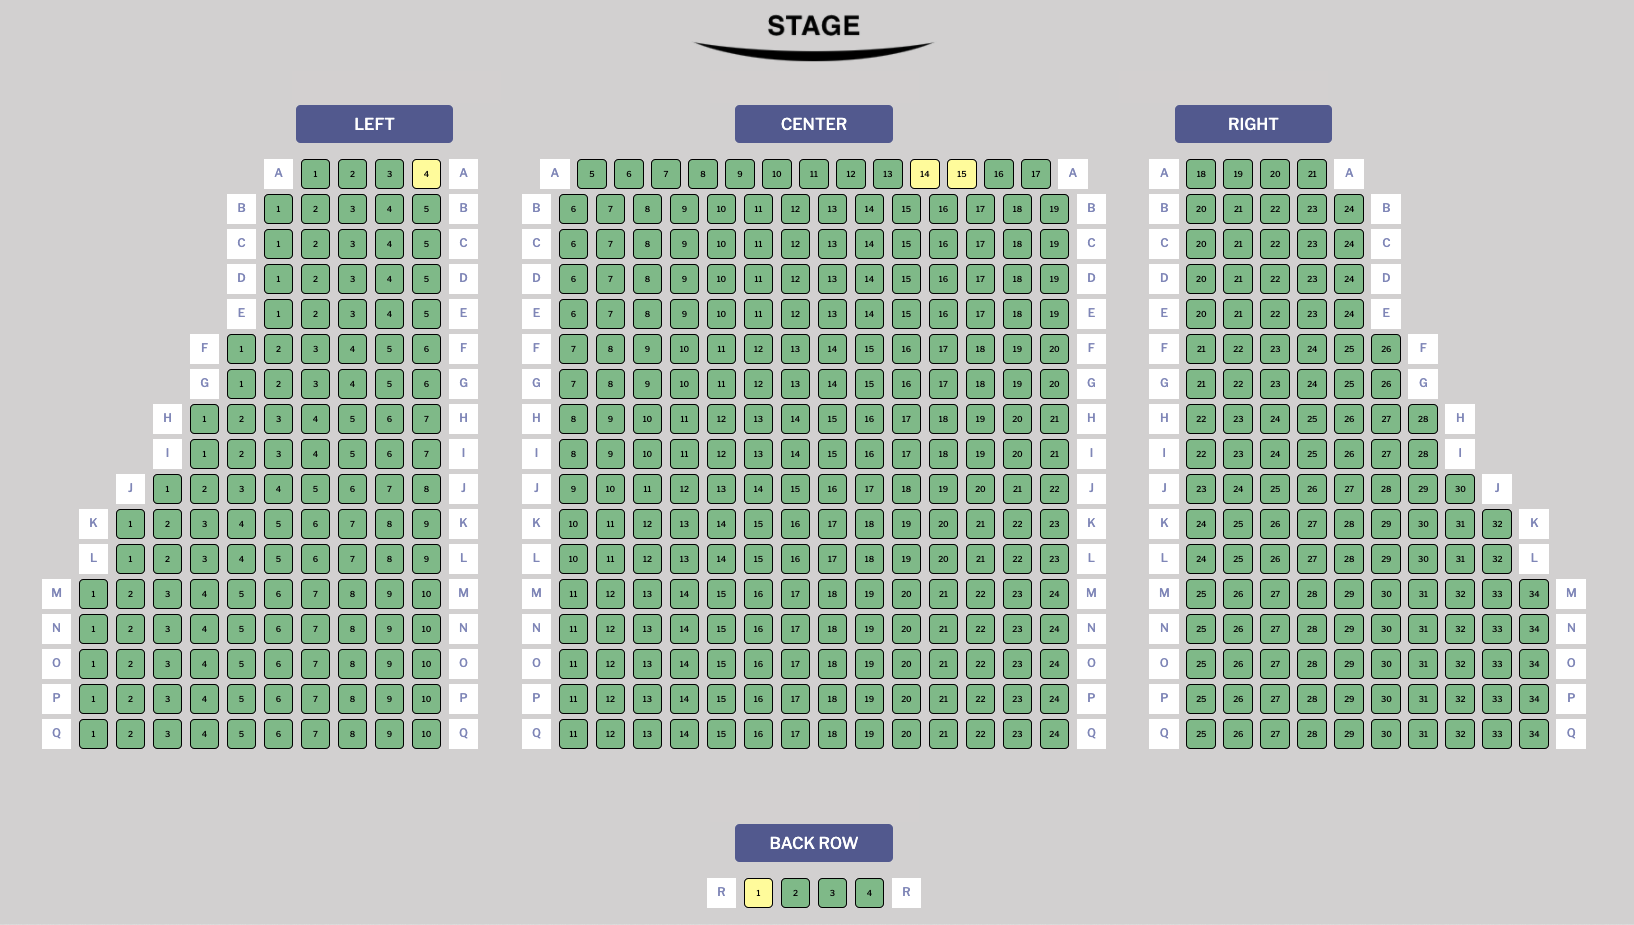 STAGE
LEFT CENTER RIGHT
A 1 2 3 4 A A 5 6 7 8 9 10 11 12 13 14 15 16 17 A A 18 19 20 21 A
B 1 2 3 4 5 B B 6 7 8 9 10 11 12 13 14 15 16 17 18 19 B B 20 21 22 23 24 B
C 1 2 3 4 5 C C 6 7 8 9 10 11 12 13 14 15 16 17 18 19 C C 20 21 22 23 24 C
D 1 2 3 4 5 D D 6 7 8 9 10 11 12 13 14 15 16 17 18 19 D D 20 21 22 23 24 D
E 1 2 3 4 5 E E 6 7 8 9 10 11 12 13 14 15 16 17 18 19 E E 20 21 22 23 24 E
F 1 2 3 4 5 6 F F 7 8 9 10 11 12 13 14 15 16 17 18 19 20 F F 21 22 23 24 25 26 F
G 1 2 3 4 5 6 G G 7 8 9 10 11 12 13 14 15 16 17 18 19 20 G G 21 22 23 24 25 26 G
H 1 2 3 4 5 6 7 H H 8 9 10 11 12 13 14 15 16 17 18 19 20 21 H H 22 23 24 25 26 27 28 H
I 1 2 3 4 5 6 7 I I 8 9 10 11 12 13 14 15 16 17 18 19 20 21 I I 22 23 24 25 26 27 28 I
J 1 2 3 4 5 6 7 8 J J 9 10 11 12 13 14 15 16 17 18 19 20 21 22 J J 23 24 25 26 27 28 29 30 J
K 1 2 3 4 5 6 7 8 9 K K 10 11 12 13 14 15 16 17 18 19 20 21 22 23 K K 24 25 26 27 28 29 30 31 32 K
L 1 2 3 4 5 6 7 8 9 L L 10 11 12 13 14 15 16 17 18 19 20 21 22 23 L L 24 25 26 27 28 29 30 31 32 L
M 1 2 3 4 5 6 7 8 9 10 M M 11 12 13 14 15 16 17 18 19 20 21 22 23 24 M M 25 26 27 28 29 30 31 32 33 34 M
N 1 2 3 4 5 6 7 8 9 10 N N 11 12 13 14 15 16 17 18 19 20 21 22 23 24 N N 25 26 27 28 29 30 31 32 33 34 N
O 1 2 3 4 5 6 7 8 9 10 O O 11 12 13 14 15 16 17 18 19 20 21 22 23 24 O O 25 26 27 28 29 30 31 32 33 34 O
P 1 2 3 4 5 6 7 8 9 10 P P 11 12 13 14 15 16 17 18 19 20 21 22 23 24 P P 25 26 27 28 29 30 31 32 33 34 P
Q 1 2 3 4 5 6 7 8 9 10 Q Q 11 12 13 14 15 16 17 18 19 20 21 22 23 24 Q Q 25 26 27 28 29 30 31 32 33 34 Q
BACK ROW
R 1 2 3 4 R